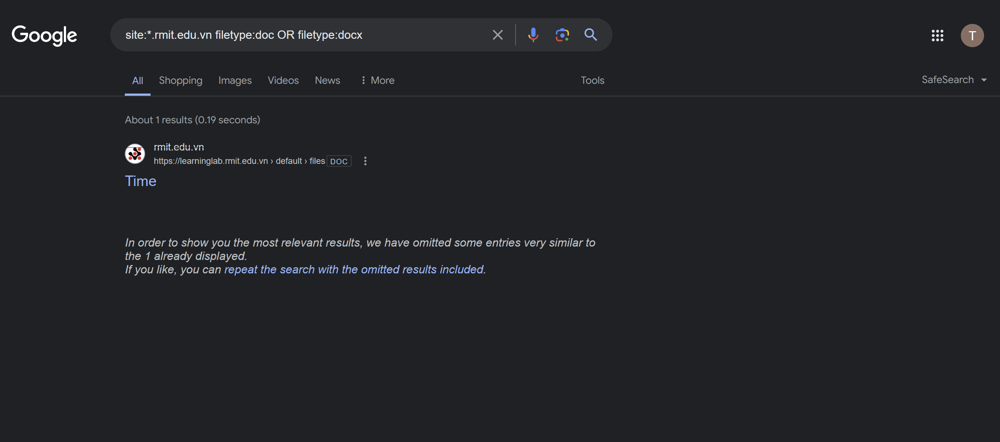 Google
site:*.rmit.edu.vn filetype:doc OR filetype:docx
T
All Shopping Images Videos News More Tools SafeSearch
About 1 results (0.19 seconds)
rmit.edu.vn
https://learninglab.rmit.edu.vn › default › files DOC
Time
In order to show you the most relevant results, we have omitted some entries very similar to
the 1 already displayed.
If you like, you can repeat the search with the omitted results included.